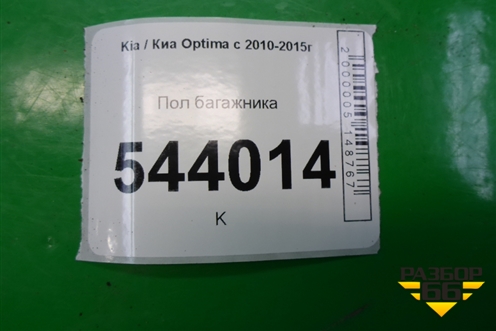 Kia / Киа Optima с 2010-2015г
Пол багажника
544014
К
2000005148767
РАЗБОР
66